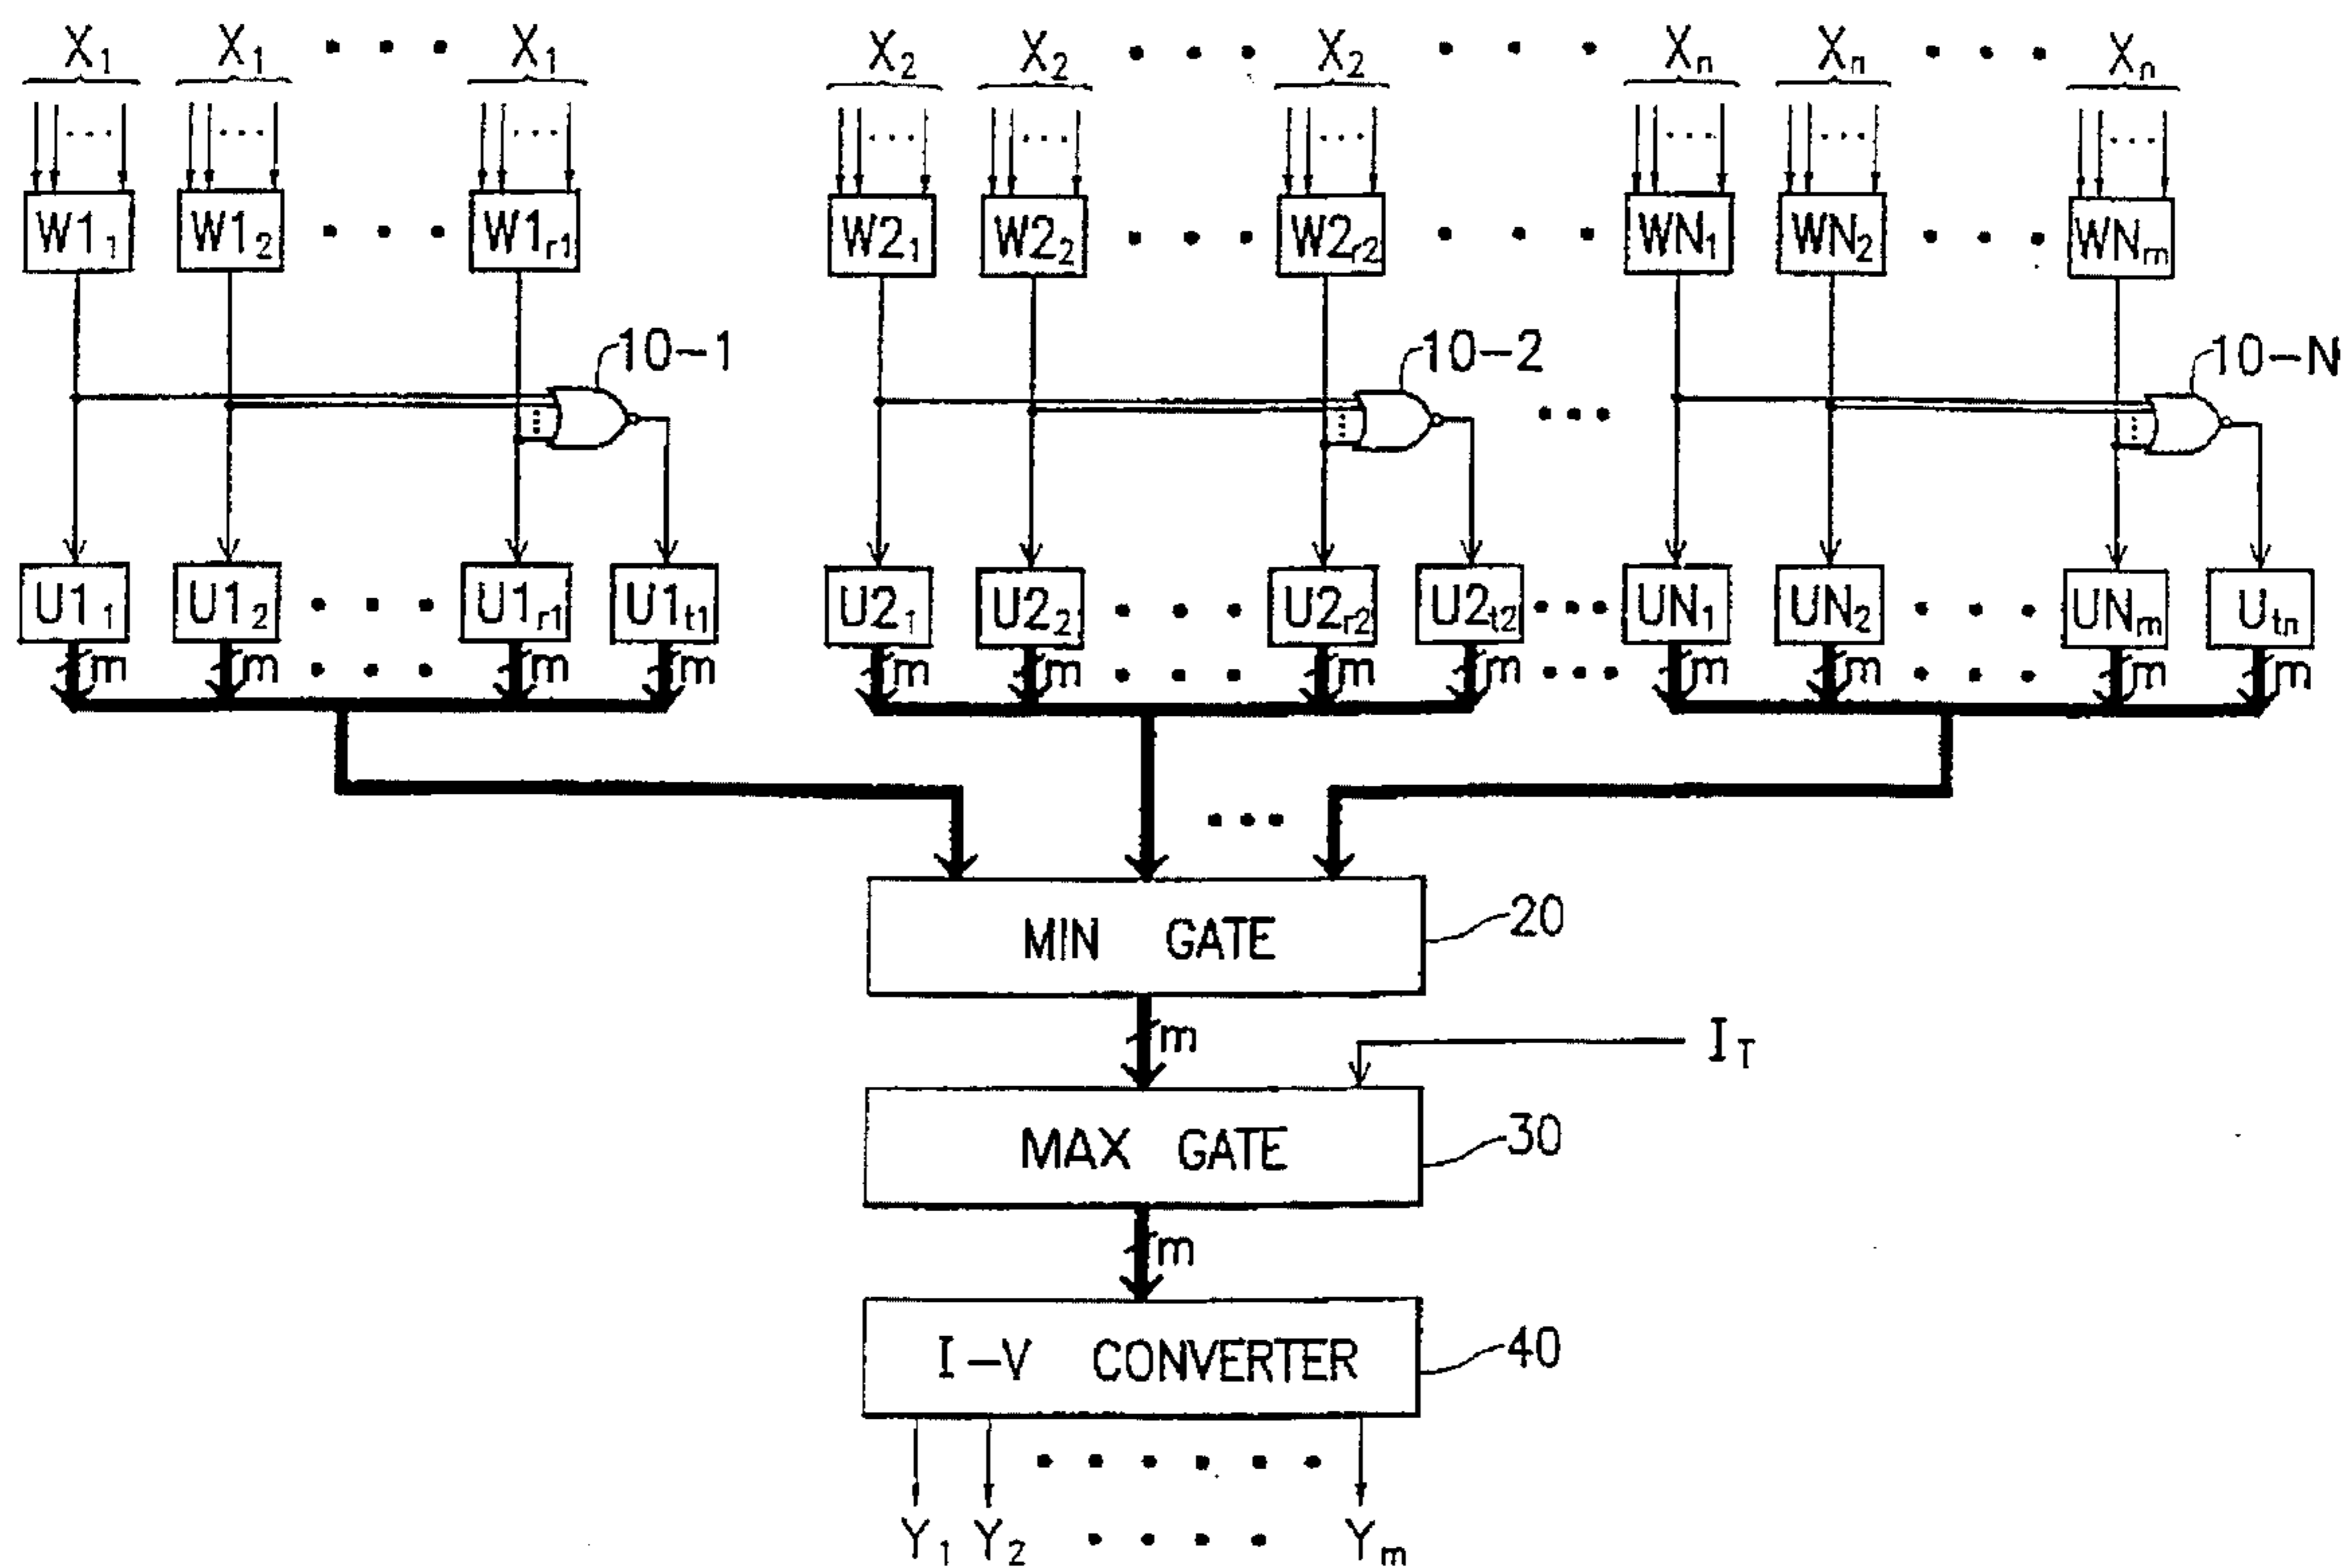 X₁ X₁ • • • X₁ X₂ X₂ • • • X₂ • • • Xₙ Xₙ • • • Xₙ
W1₁ W1₂ • • • W1r1 W2₁ W2₂ • • • W2r2 • • • WN₁ WN₂ • • • WNm
10-1 10-2 10-N
U1₁ U1₂ • • • U1r1 U1t1 U2₁ U2₂ • • • U2r2 U2t2 • • • UN₁ UN₂ • • • UNm Utn
m m • • • m m m m • • • m m • • • m m • • • m m
MIN GATE 20
m I_T
MAX GATE 30
m
I-V CONVERTER 40
Y₁ Y₂ • • • • Yₘ